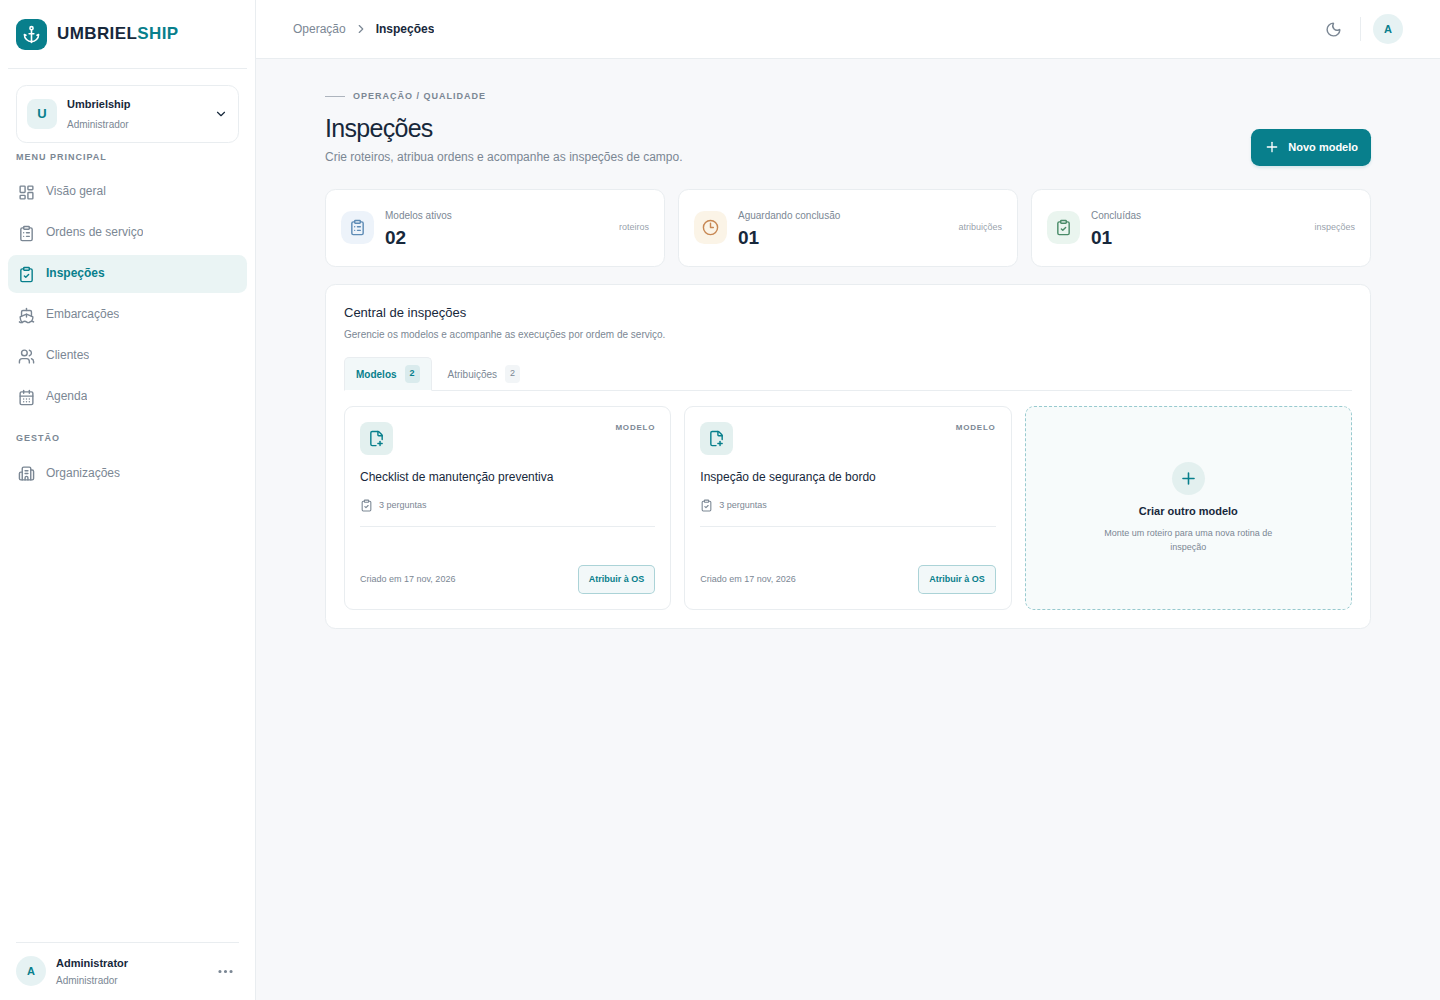 UMBRIELSHIP
U
Umbrielship
Administrador
MENU PRINCIPAL
Visão geral
Ordens de serviço
Inspeções
Embarcações
Clientes
Agenda
GESTÃO
Organizações
A
Administrator
Administrador
Operação
Inspeções
A
OPERAÇÃO / QUALIDADE
Inspeções
Crie roteiros, atribua ordens e acompanhe as inspeções de campo.
Novo modelo
Modelos ativos
02
roteiros
Aguardando conclusão
01
atribuições
Concluídas
01
inspeções
Central de inspeções
Gerencie os modelos e acompanhe as execuções por ordem de serviço.
Modelos 2
Atribuições 2
MODELO
Checklist de manutenção preventiva
3 perguntas
Criado em 17 nov, 2026
Atribuir à OS
MODELO
Inspeção de segurança de bordo
3 perguntas
Criado em 17 nov, 2026
Atribuir à OS
Criar outro modelo
Monte um roteiro para uma nova rotina de
inspeção